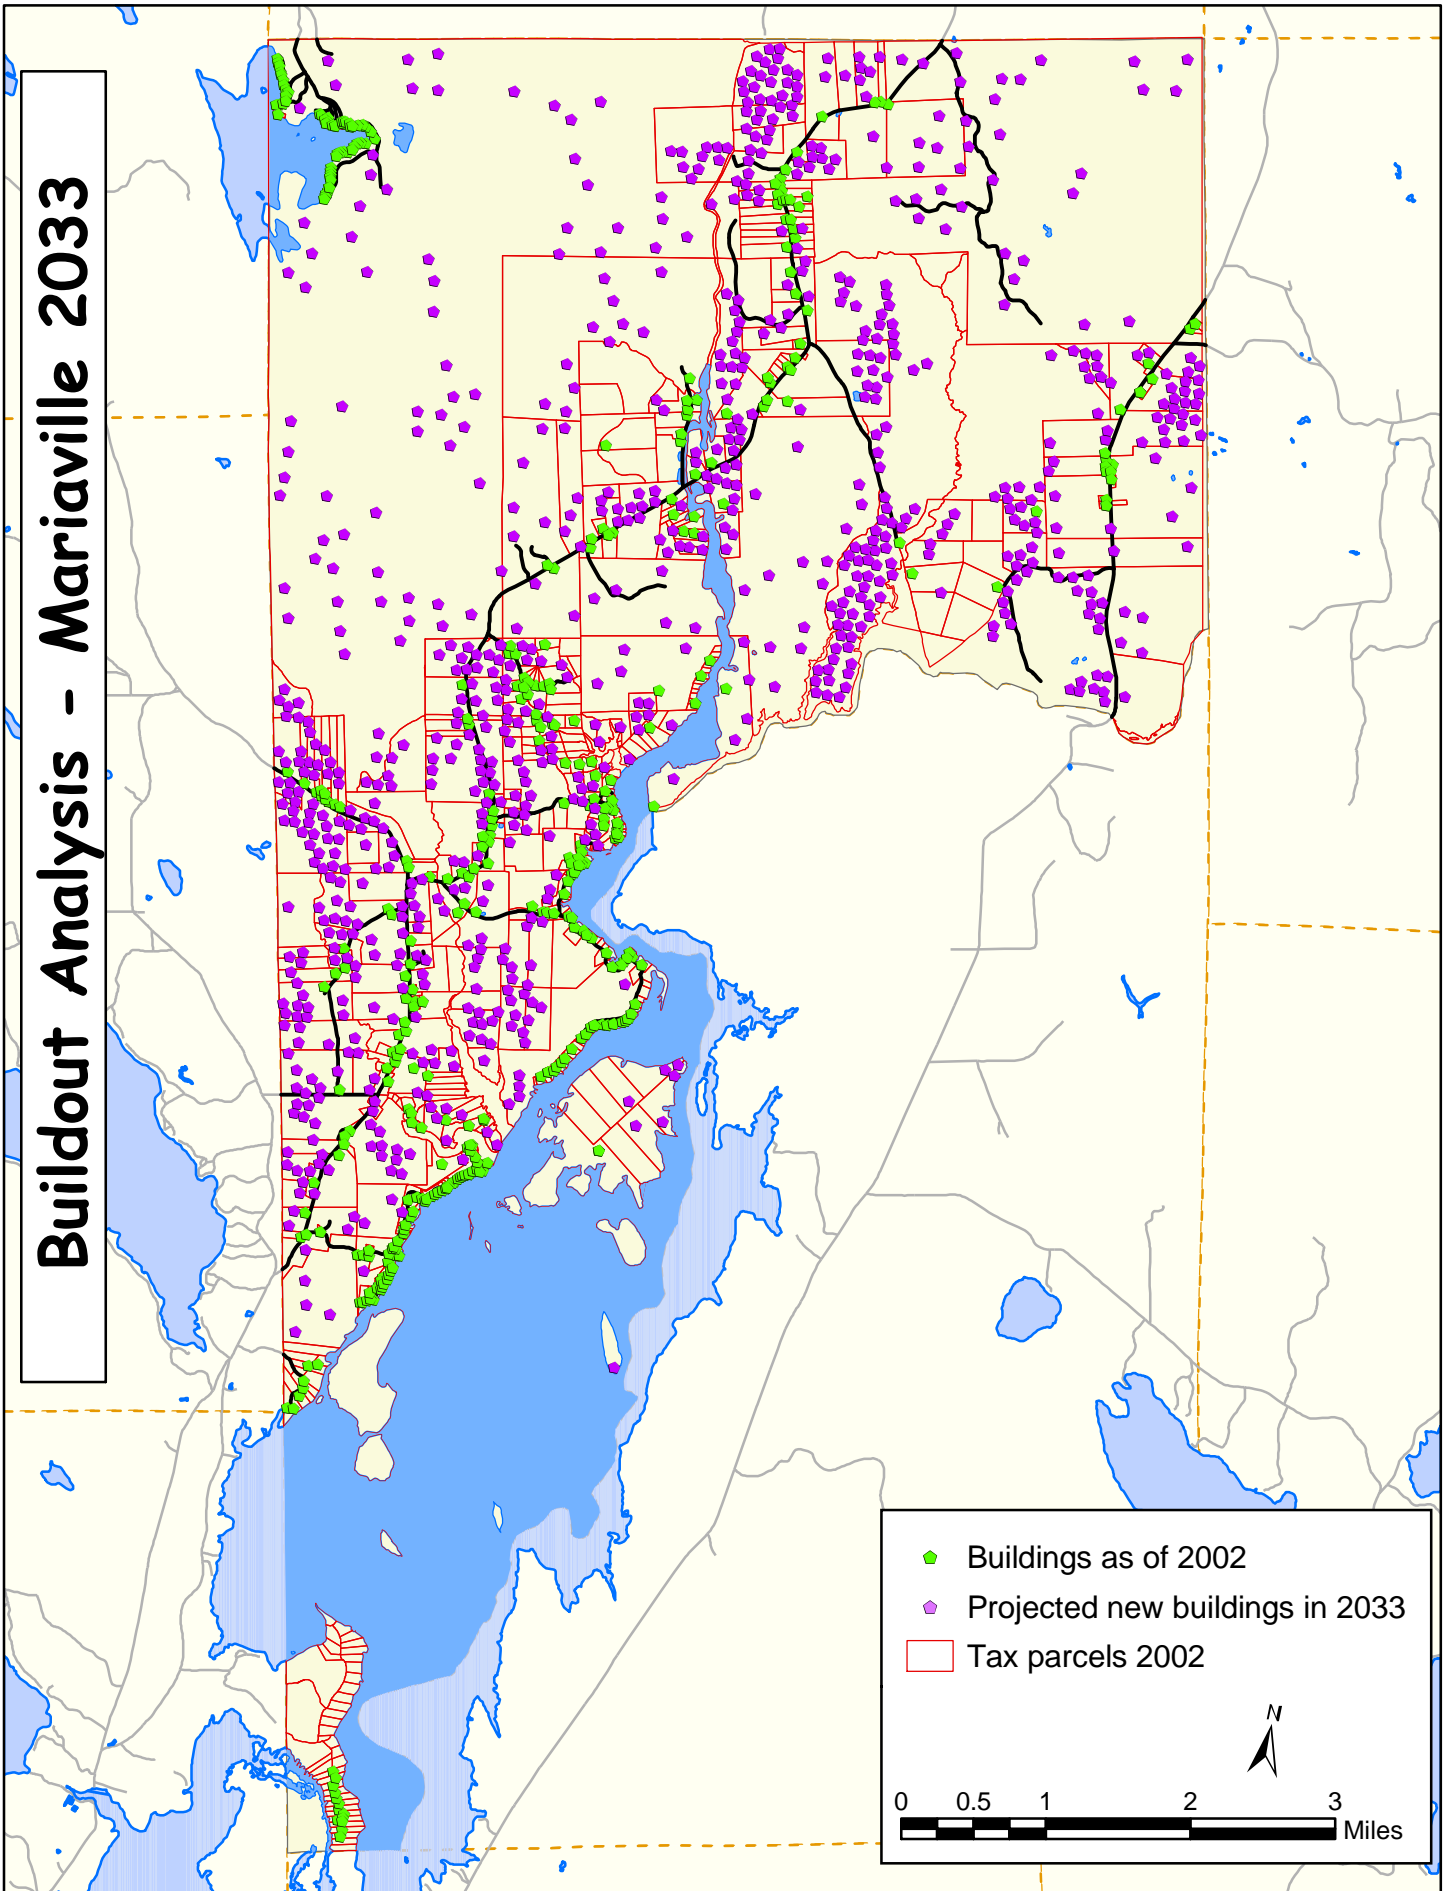 Buildout Analysis - Mariaville 2033
Buildings as of 2002
Projected new buildings in 2033
Tax parcels 2002
N
0 0.5 1 2 3
Miles